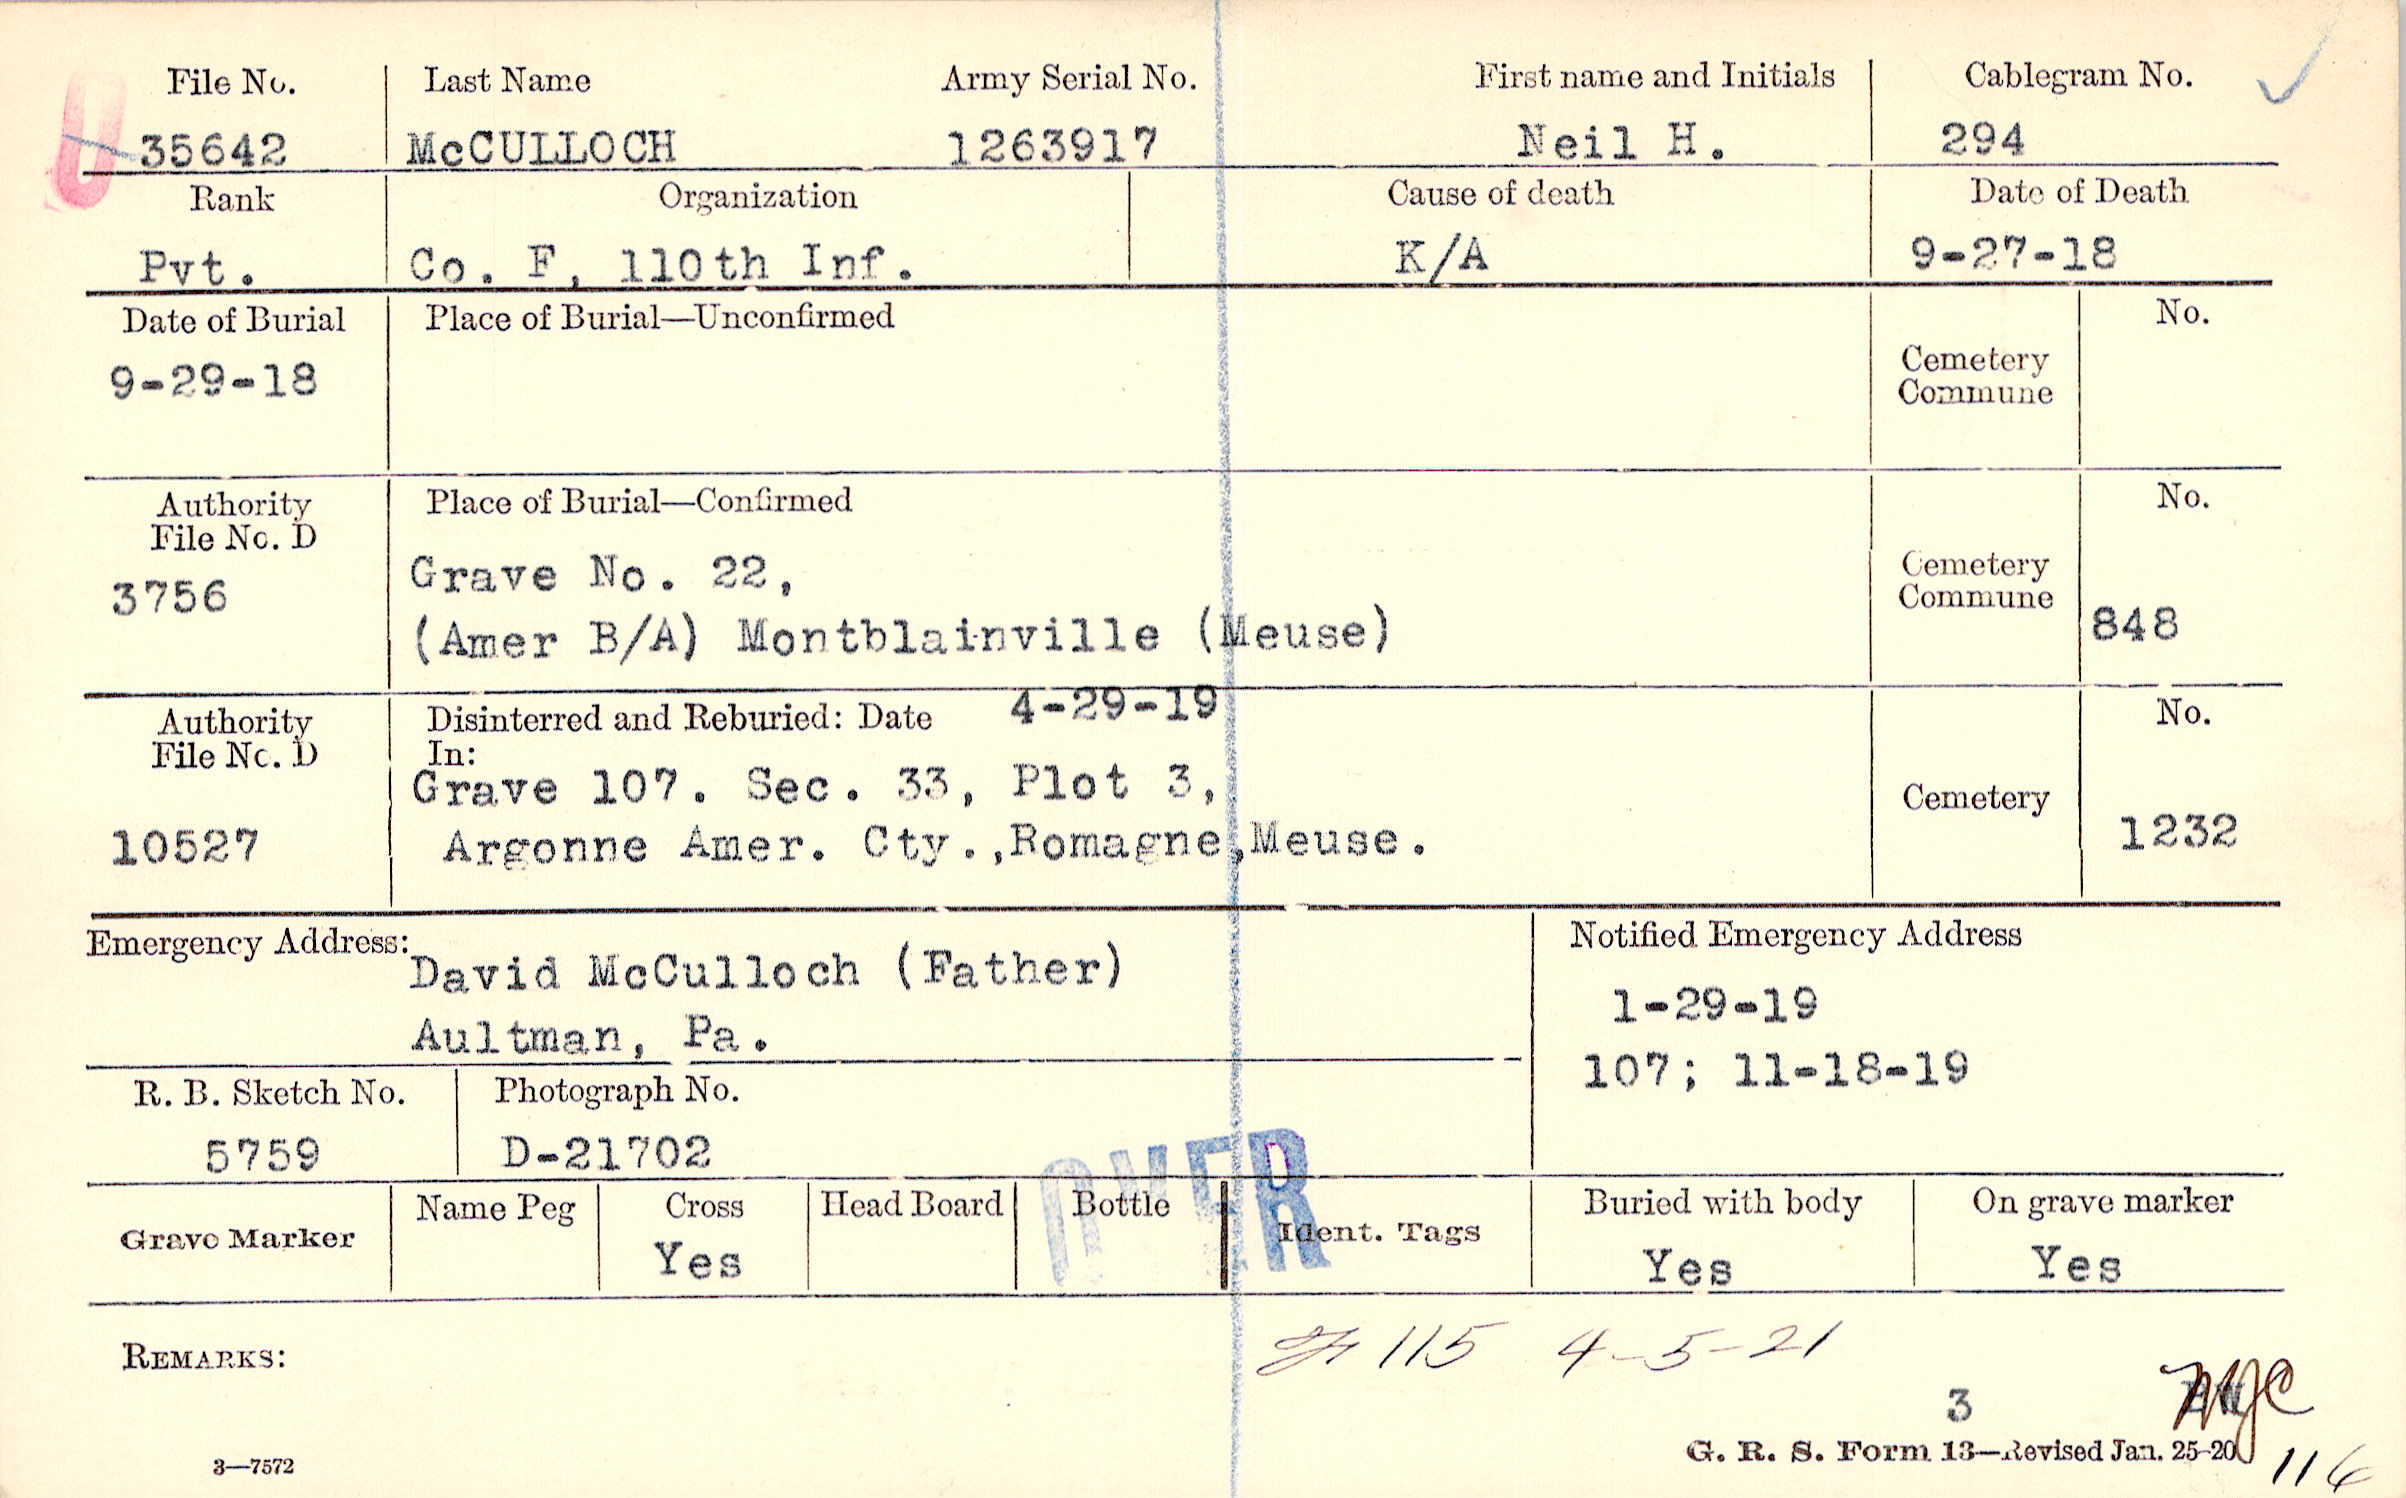 File No. Last Name Army Serial No. First name and Initials Cablegram No.
35642 McCULLOCH 1263917 Neil H. 294
Rank Organization Cause of death Date of Death
Pvt. Co. F, 110th Inf. K/A 9-27-18
Date of Burial Place of Burial—Unconfirmed No.
9-29-18 Cemetery
Commune
Authority Place of Burial—Confirmed No.
File No. D
3756 Grave No. 22, Cemetery
Commune
(Amer B/A) Montblainville (Meuse) 848
Authority Disinterred and Reburied: Date 4-29-19 No.
File No. D In:
Grave 107. Sec. 33, Plot 3, Cemetery
10527 Argonne Amer. Cty.,Romagne,Meuse. 1232
Emergency Address: Notified Emergency Address
David McCulloch (Father) 1-29-19
Aultman, Pa. 107; 11-18-19
R. B. Sketch No. Photograph No.
5759 D-21702
OVER
Grave Marker Name Peg Cross Head Board Bottle Ident. Tags Buried with body On grave marker
Yes Yes Yes
REMARKS: 115 4-5-21
3
3—7572 G. R. S. Form 13—Revised Jan. 25-20
116